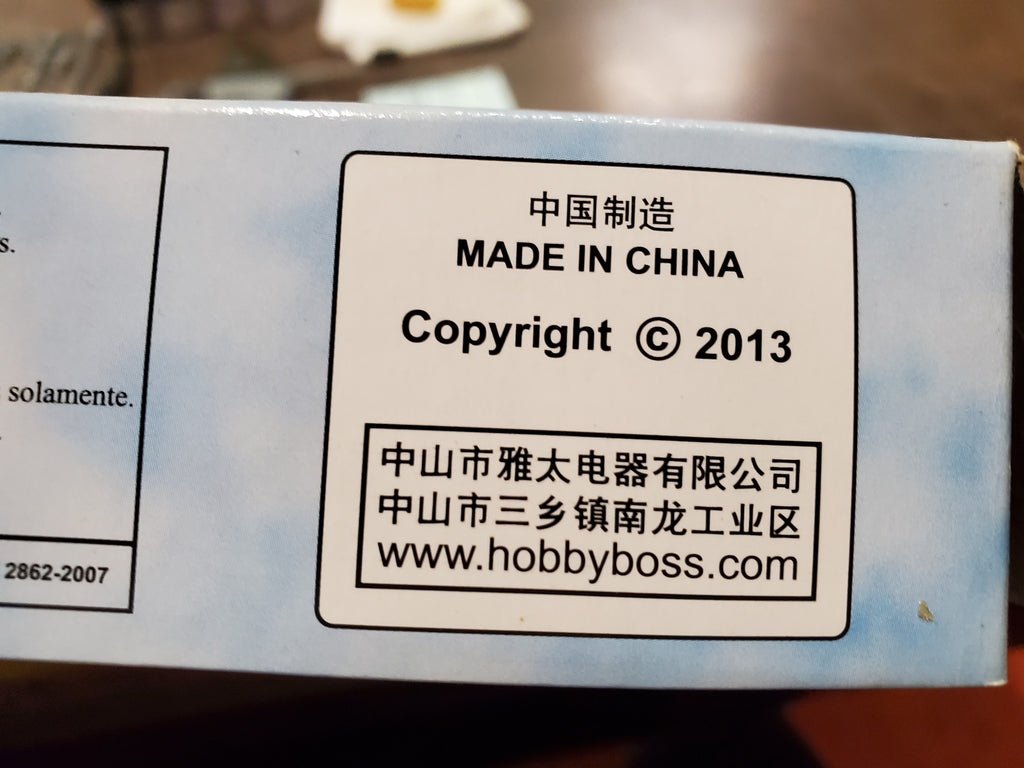 s.
solamente.
2862-2007
中国制造
MADE IN CHINA
Copyright © 2013
中山市雅太电器有限公司
中山市三乡镇南龙工业区
www.hobbyboss.com